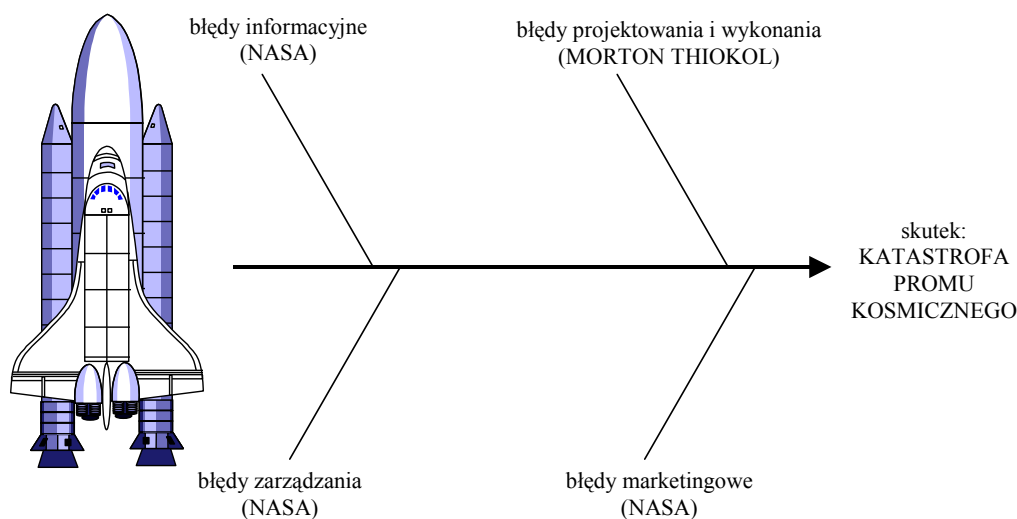 błędy informacyjne
(NASA)
błędy projektowania i wykonania
(MORTON THIOKOL)
skutek:
KATASTROFA
PROMU
KOSMICZNEGO
błędy zarządzania
(NASA)
błędy marketingowe
(NASA)